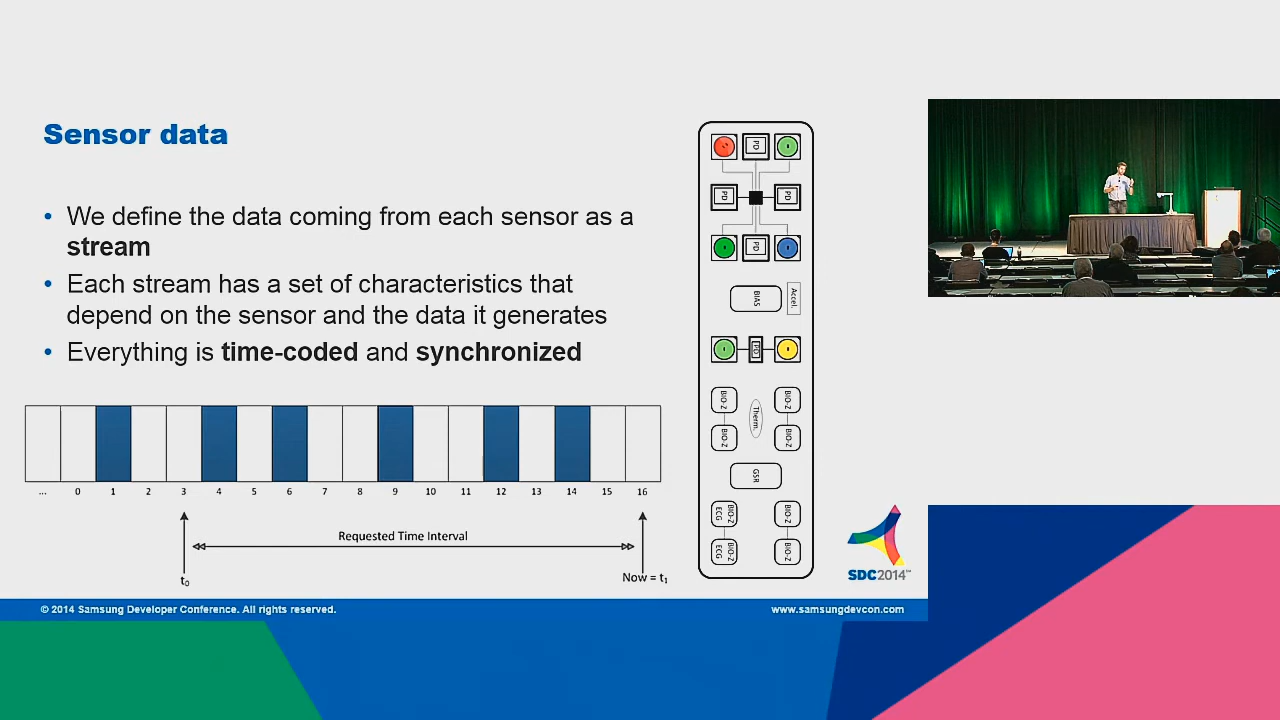 Sensor data
• We define the data coming from each sensor as a
stream
• Each stream has a set of characteristics that
depend on the sensor and the data it generates
• Everything is time-coded and synchronized
... 0 1 2 3 4 5 6 7 8 9 10 11 12 13 14 15 16
Requested Time Interval
t₀
Now = t₁
PD
PD PD
PD
BIAS Accel
PD
BIO-Z BIO-Z
Therm.
BIO-Z BIO-Z
GSR
BIO-Z ECG BIO-Z
BIO-Z ECG BIO-Z
SDC2014™
© 2014 Samsung Developer Conference. All rights reserved.
www.samsungdevcon.com